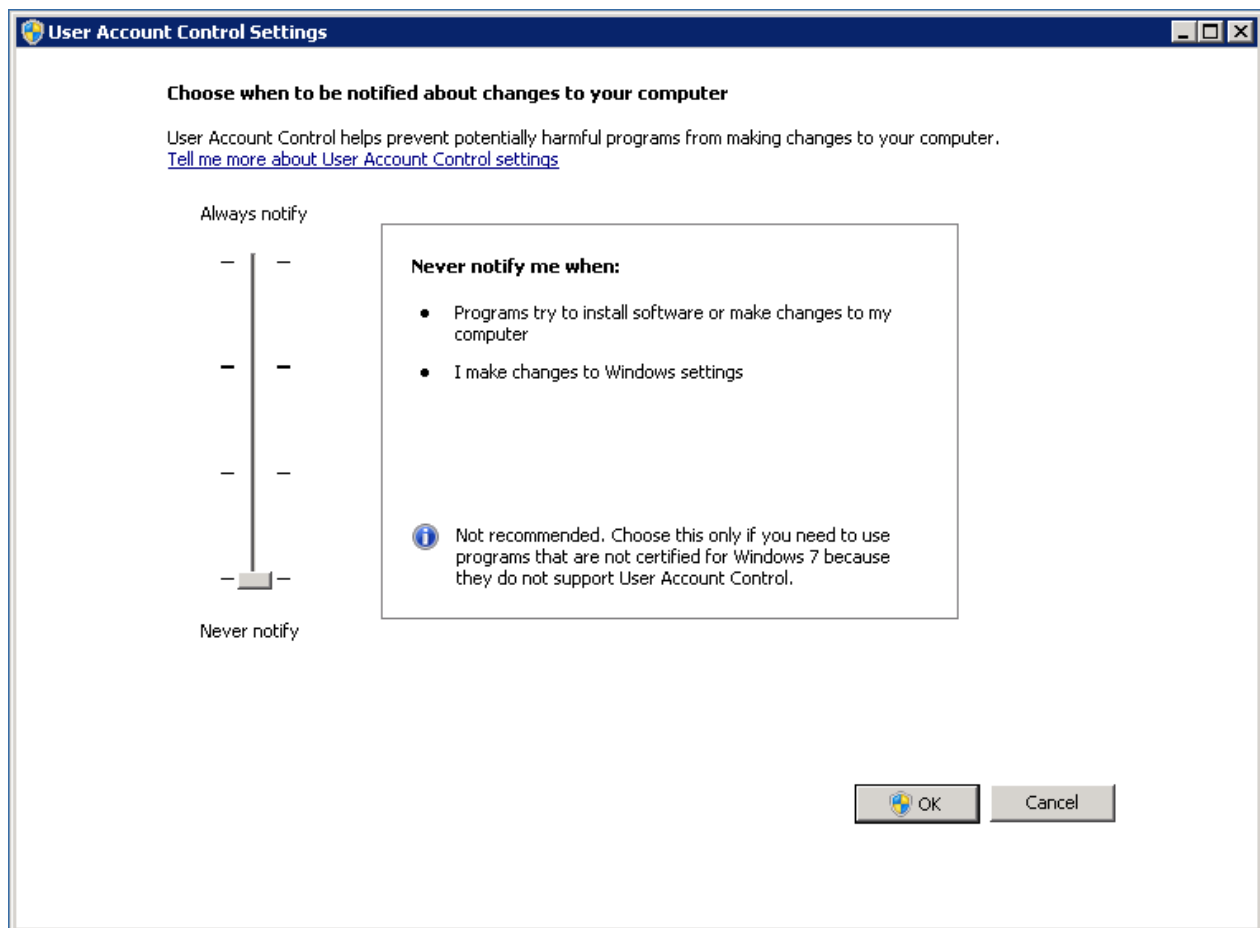 User Account Control Settings
Choose when to be notified about changes to your computer
User Account Control helps prevent potentially harmful programs from making changes to your computer.
Tell me more about User Account Control settings
Always notify
Never notify me when:
Programs try to install software or make changes to my
computer
I make changes to Windows settings
Not recommended. Choose this only if you need to use
programs that are not certified for Windows 7 because
they do not support User Account Control.
Never notify
OK
Cancel